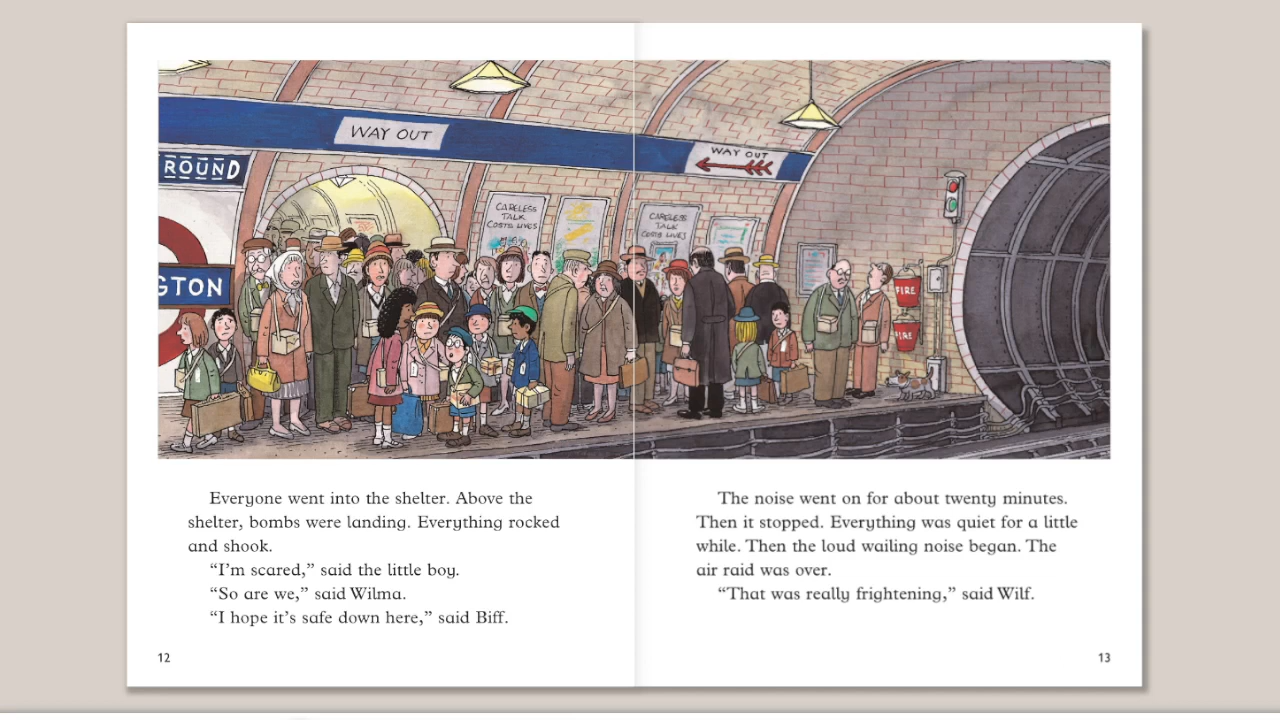 WAY OUT
WAY OUT
ROUND
GTON
CARELESS
TALK
COSTS LIVES
CARELESS
TALK
COSTS LIVES
FIRE
FIRE
Everyone went into the shelter. Above the
shelter, bombs were landing. Everything rocked
and shook.
“I’m scared,” said the little boy.
“So are we,” said Wilma.
“I hope it’s safe down here,” said Biff.
12
The noise went on for about twenty minutes.
Then it stopped. Everything was quiet for a little
while. Then the loud wailing noise began. The
air raid was over.
“That was really frightening,” said Wilf.
13